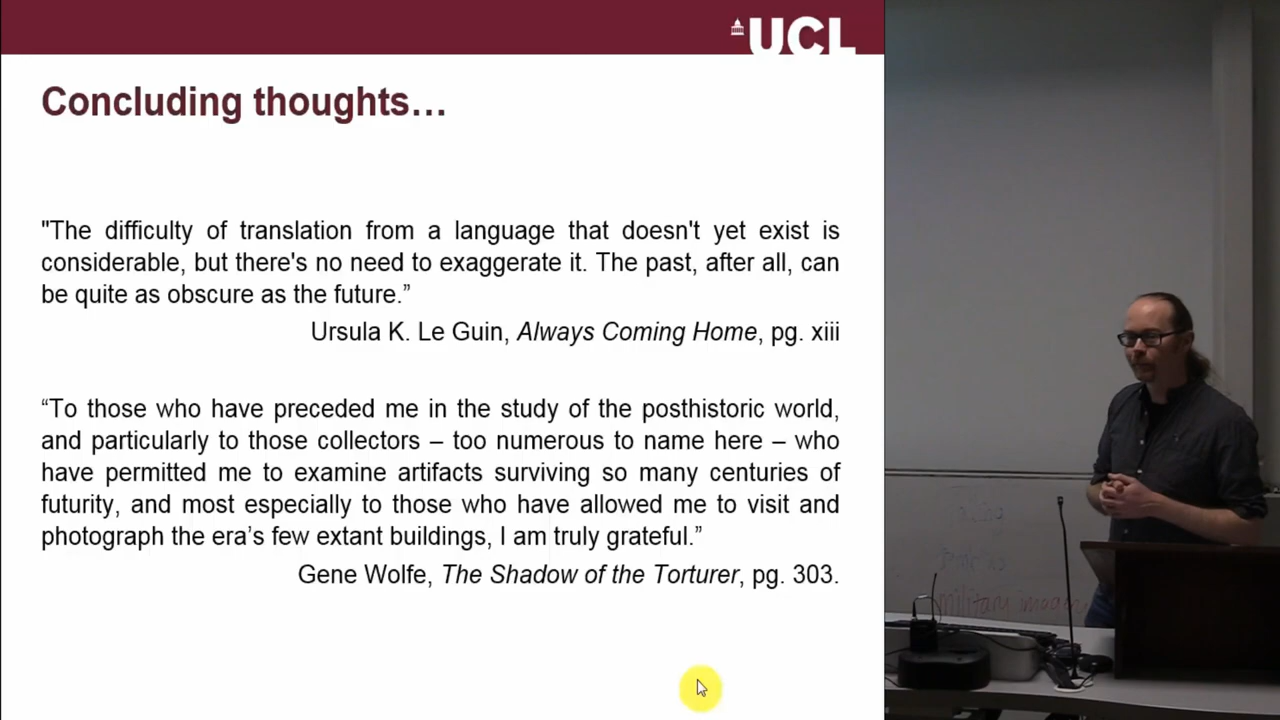 UCL
Concluding thoughts…
"The difficulty of translation from a language that doesn't yet exist is
considerable, but there's no need to exaggerate it. The past, after all, can
be quite as obscure as the future.”
Ursula K. Le Guin, Always Coming Home, pg. xiii
“To those who have preceded me in the study of the posthistoric world,
and particularly to those collectors – too numerous to name here – who
have permitted me to examine artifacts surviving so many centuries of
futurity, and most especially to those who have allowed me to visit and
photograph the era’s few extant buildings, I am truly grateful.”
Gene Wolfe, The Shadow of the Torturer, pg. 303.
military